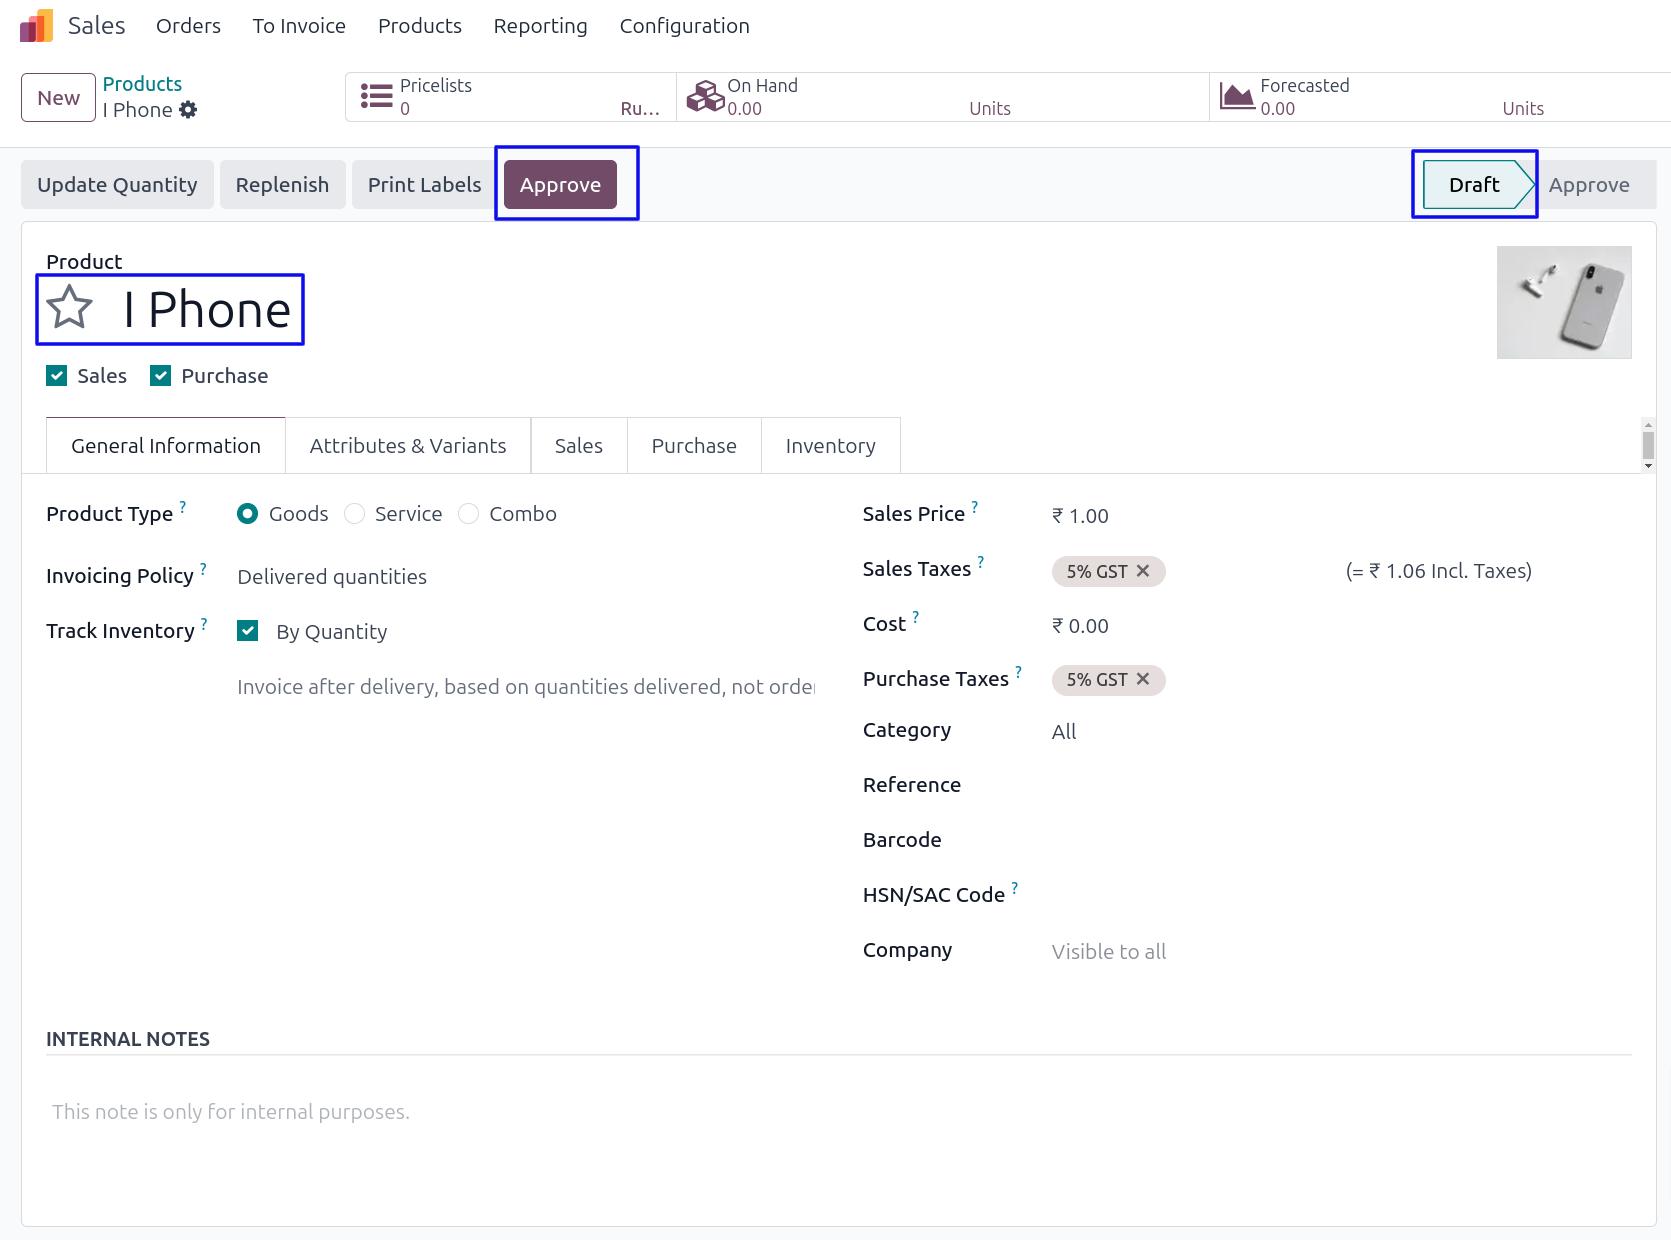 Sales Orders To Invoice Products Reporting Configuration
New
Products
I Phone
Pricelists
0 Ru...
On Hand
0.00 Units
Forecasted
0.00 Units
Update Quantity Replenish Print Labels Approve
Draft Approve
Product
I Phone
Sales Purchase
General Information Attributes & Variants Sales Purchase Inventory
Product Type ? Goods Service Combo
Invoicing Policy ? Delivered quantities
Track Inventory ? By Quantity
Invoice after delivery, based on quantities delivered, not order
Sales Price ? ₹ 1.00
Sales Taxes ? 5% GST × (= ₹ 1.06 Incl. Taxes)
Cost ? ₹ 0.00
Purchase Taxes ? 5% GST ×
Category All
Reference
Barcode
HSN/SAC Code ?
Company Visible to all
INTERNAL NOTES
This note is only for internal purposes.